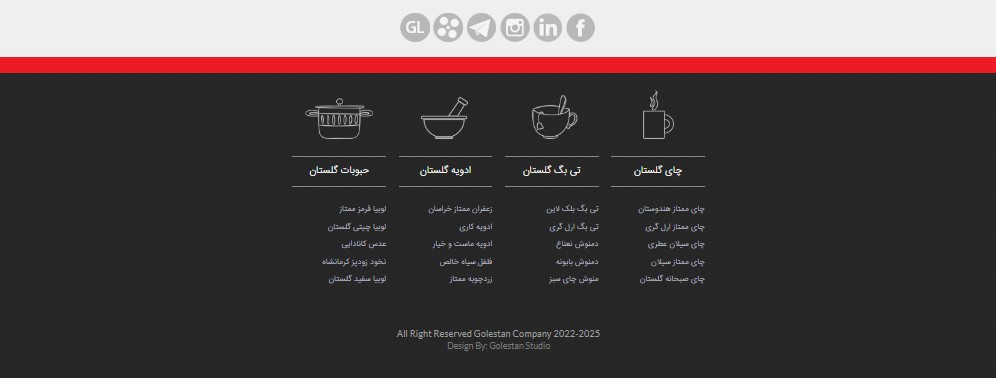 GL
چای گلستان
چای ممتاز هندوستان
چای ممتاز ارل گری
چای سیلان عطری
چای ممتاز سیلان
چای صبحانه گلستان
تی بگ گلستان
تی بگ بلک لاین
تی بگ ارل گری
دمنوش نعناع
دمنوش بابونه
منوش چای سبز
ادویه گلستان
زعفران ممتاز خراسان
ادویه کاری
ادویه ماست و خیار
فلفل سیاه خالص
زردچوبه ممتاز
حبوبات گلستان
لوبیا قرمز ممتاز
لوبیا چیتی گلستان
عدس کانادایی
نخود زودپز کرمانشاه
لوبیا سفید گلستان
All Right Reserved Golestan Company 2022-2025
Design By: Golestan Studio